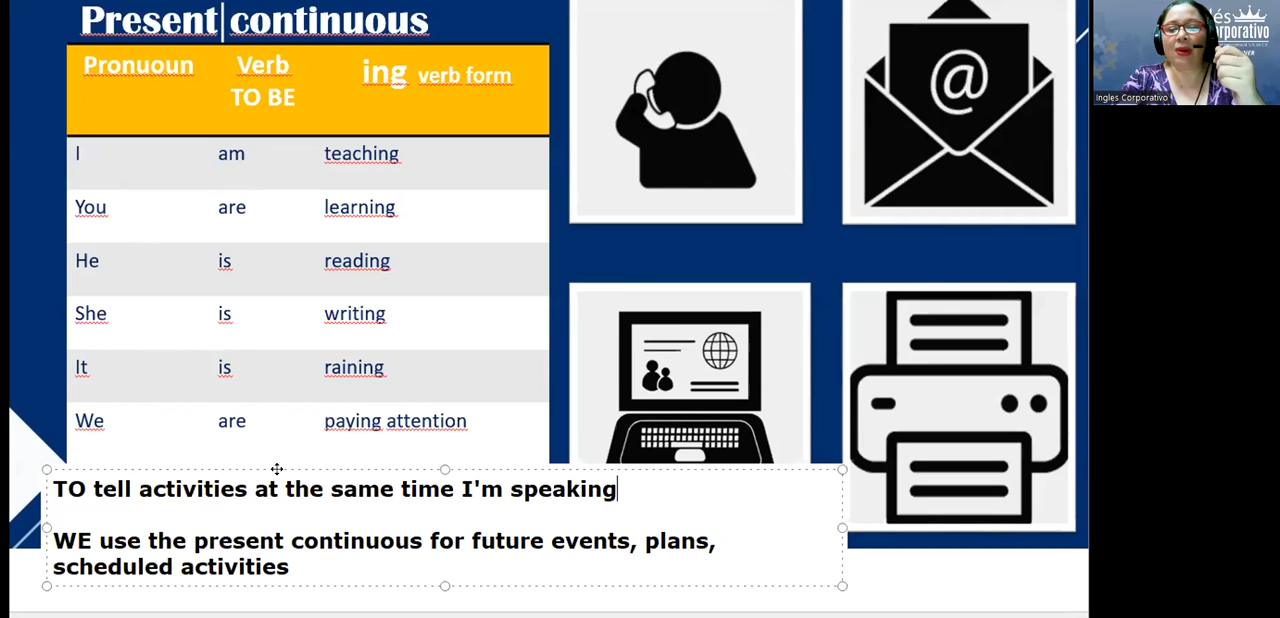 Present continuous
Pronuoun Verb TO BE ing verb form
I am teaching
You are learning
He is reading
She is writing
It is raining
We are paying attention
TO tell activities at the same time I'm speaking
WE use the present continuous for future events, plans,
scheduled activities
@
Ingles Corporativo